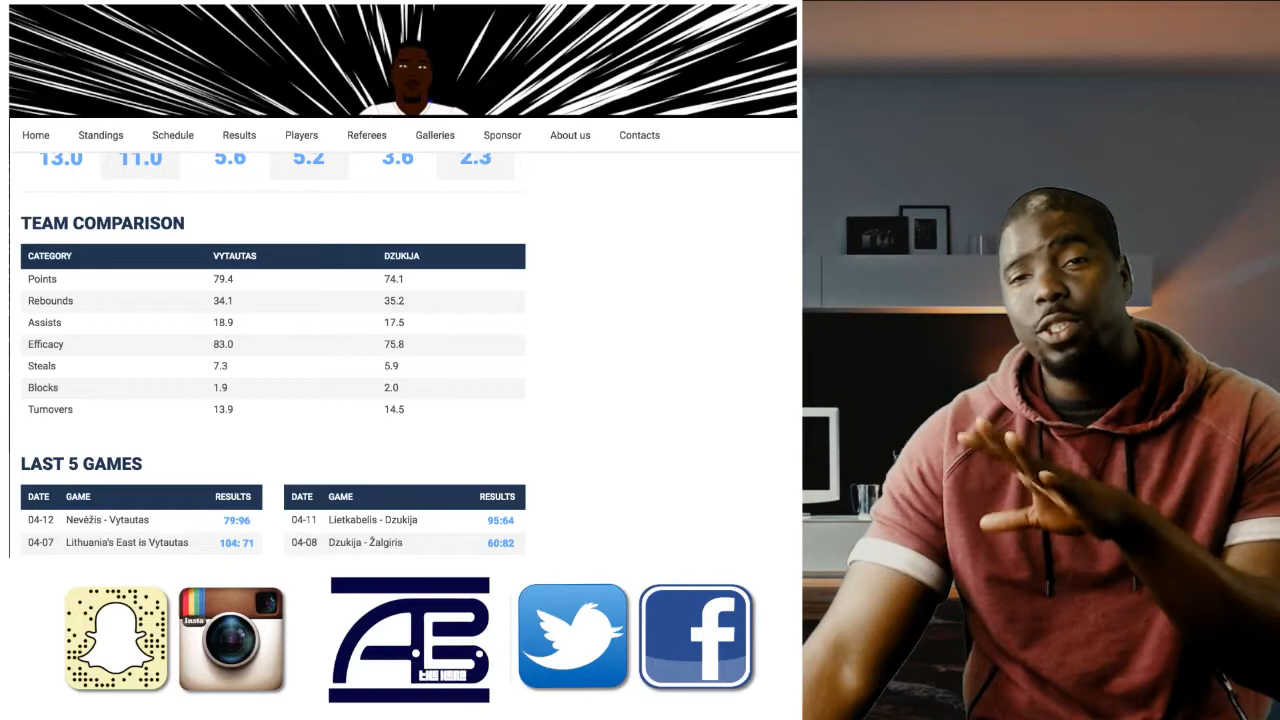 Home Standings Schedule Results Players Referees Galleries Sponsor About us Contacts
13.0 11.0 5.6 5.2 3.6 2.3
TEAM COMPARISON
CATEGORY VYTAUTAS DZUKIJA
Points 79.4 74.1
Rebounds 34.1 35.2
Assists 18.9 17.5
Efficacy 83.0 75.8
Steals 7.3 5.9
Blocks 1.9 2.0
Turnovers 13.9 14.5
LAST 5 GAMES
DATE GAME RESULTS DATE GAME RESULTS
04-12 Nevėžis - Vytautas 79:96 04-11 Lietkabelis - Dzukija 95:64
04-07 Lithuania's East is Vytautas 104: 71 04-08 Dzukija - Žalgiris 60:82
Insta
AB
THE HERO
f